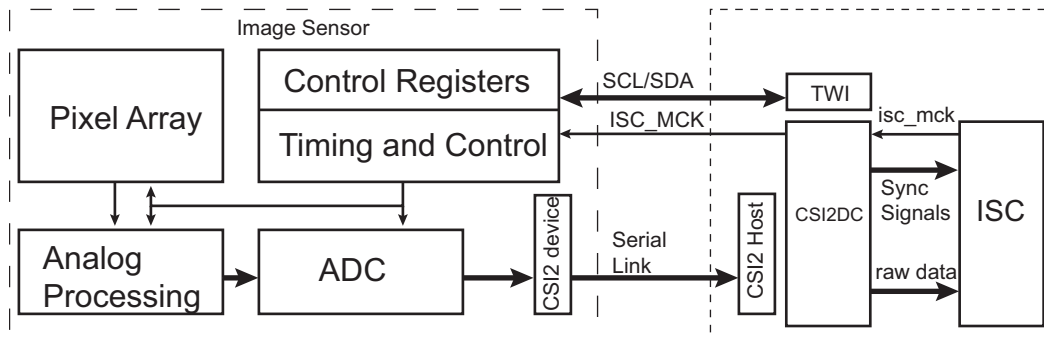 Image Sensor
Pixel Array
Control Registers
Timing and Control
SCL/SDA
ISC_MCK
TWI
isc_mck
Sync
Signals
CSI2DC
ISC
raw data
Analog
Processing
ADC
CSI2 device
Serial
Link
CSI2 Host